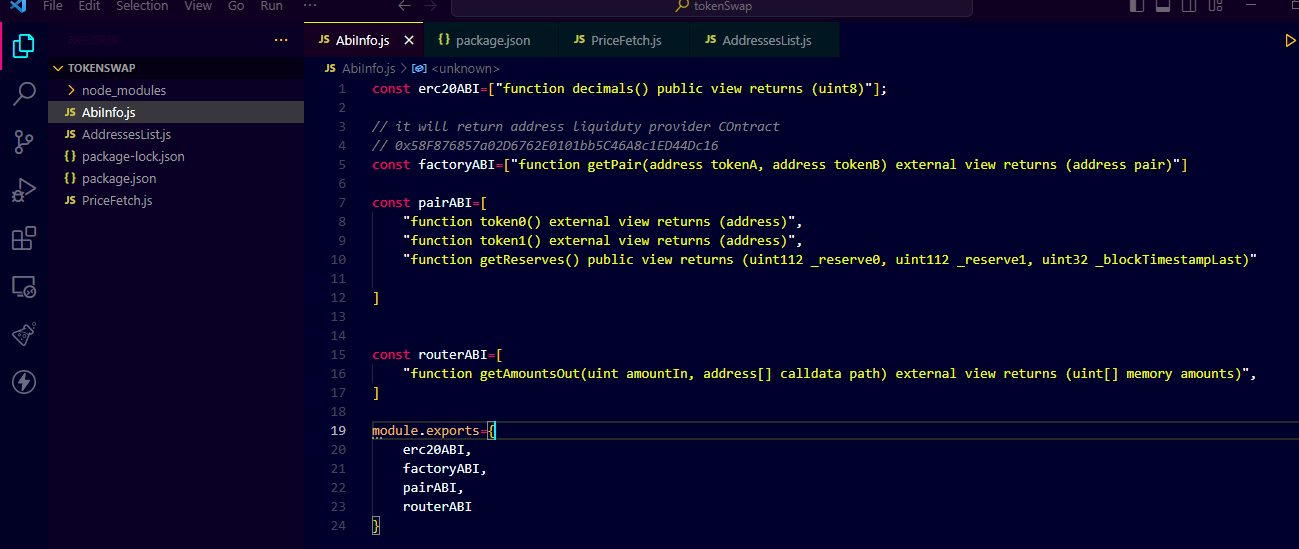 File Edit Selection View Go Run ··· tokenSwap
EXPLORER ···
TOKENSWAP
node_modules
JS AbiInfo.js
JS AddressesList.js
{} package-lock.json
{} package.json
JS PriceFetch.js
JS AbiInfo.js × {} package.json JS PriceFetch.js JS AddressesList.js
JS AbiInfo.js > <unknown>
1 const erc20ABI=["function decimals() public view returns (uint8)"];
2
3 // it will return address liquiduty provider COntract
4 // 0x58F876857a02D6762E0101bb5C46A8c1ED44Dc16
5 const factoryABI=["function getPair(address tokenA, address tokenB) external view returns (address pair)"]
6
7 const pairABI=[
8 "function token0() external view returns (address)",
9 "function token1() external view returns (address)",
10 "function getReserves() public view returns (uint112 _reserve0, uint112 _reserve1, uint32 _blockTimestampLast)"
11
12 ]
13
14
15 const routerABI=[
16 "function getAmountsOut(uint amountIn, address[] calldata path) external view returns (uint[] memory amounts)",
17 ]
18
19 module.exports={
20 erc20ABI,
21 factoryABI,
22 pairABI,
23 routerABI
24 }